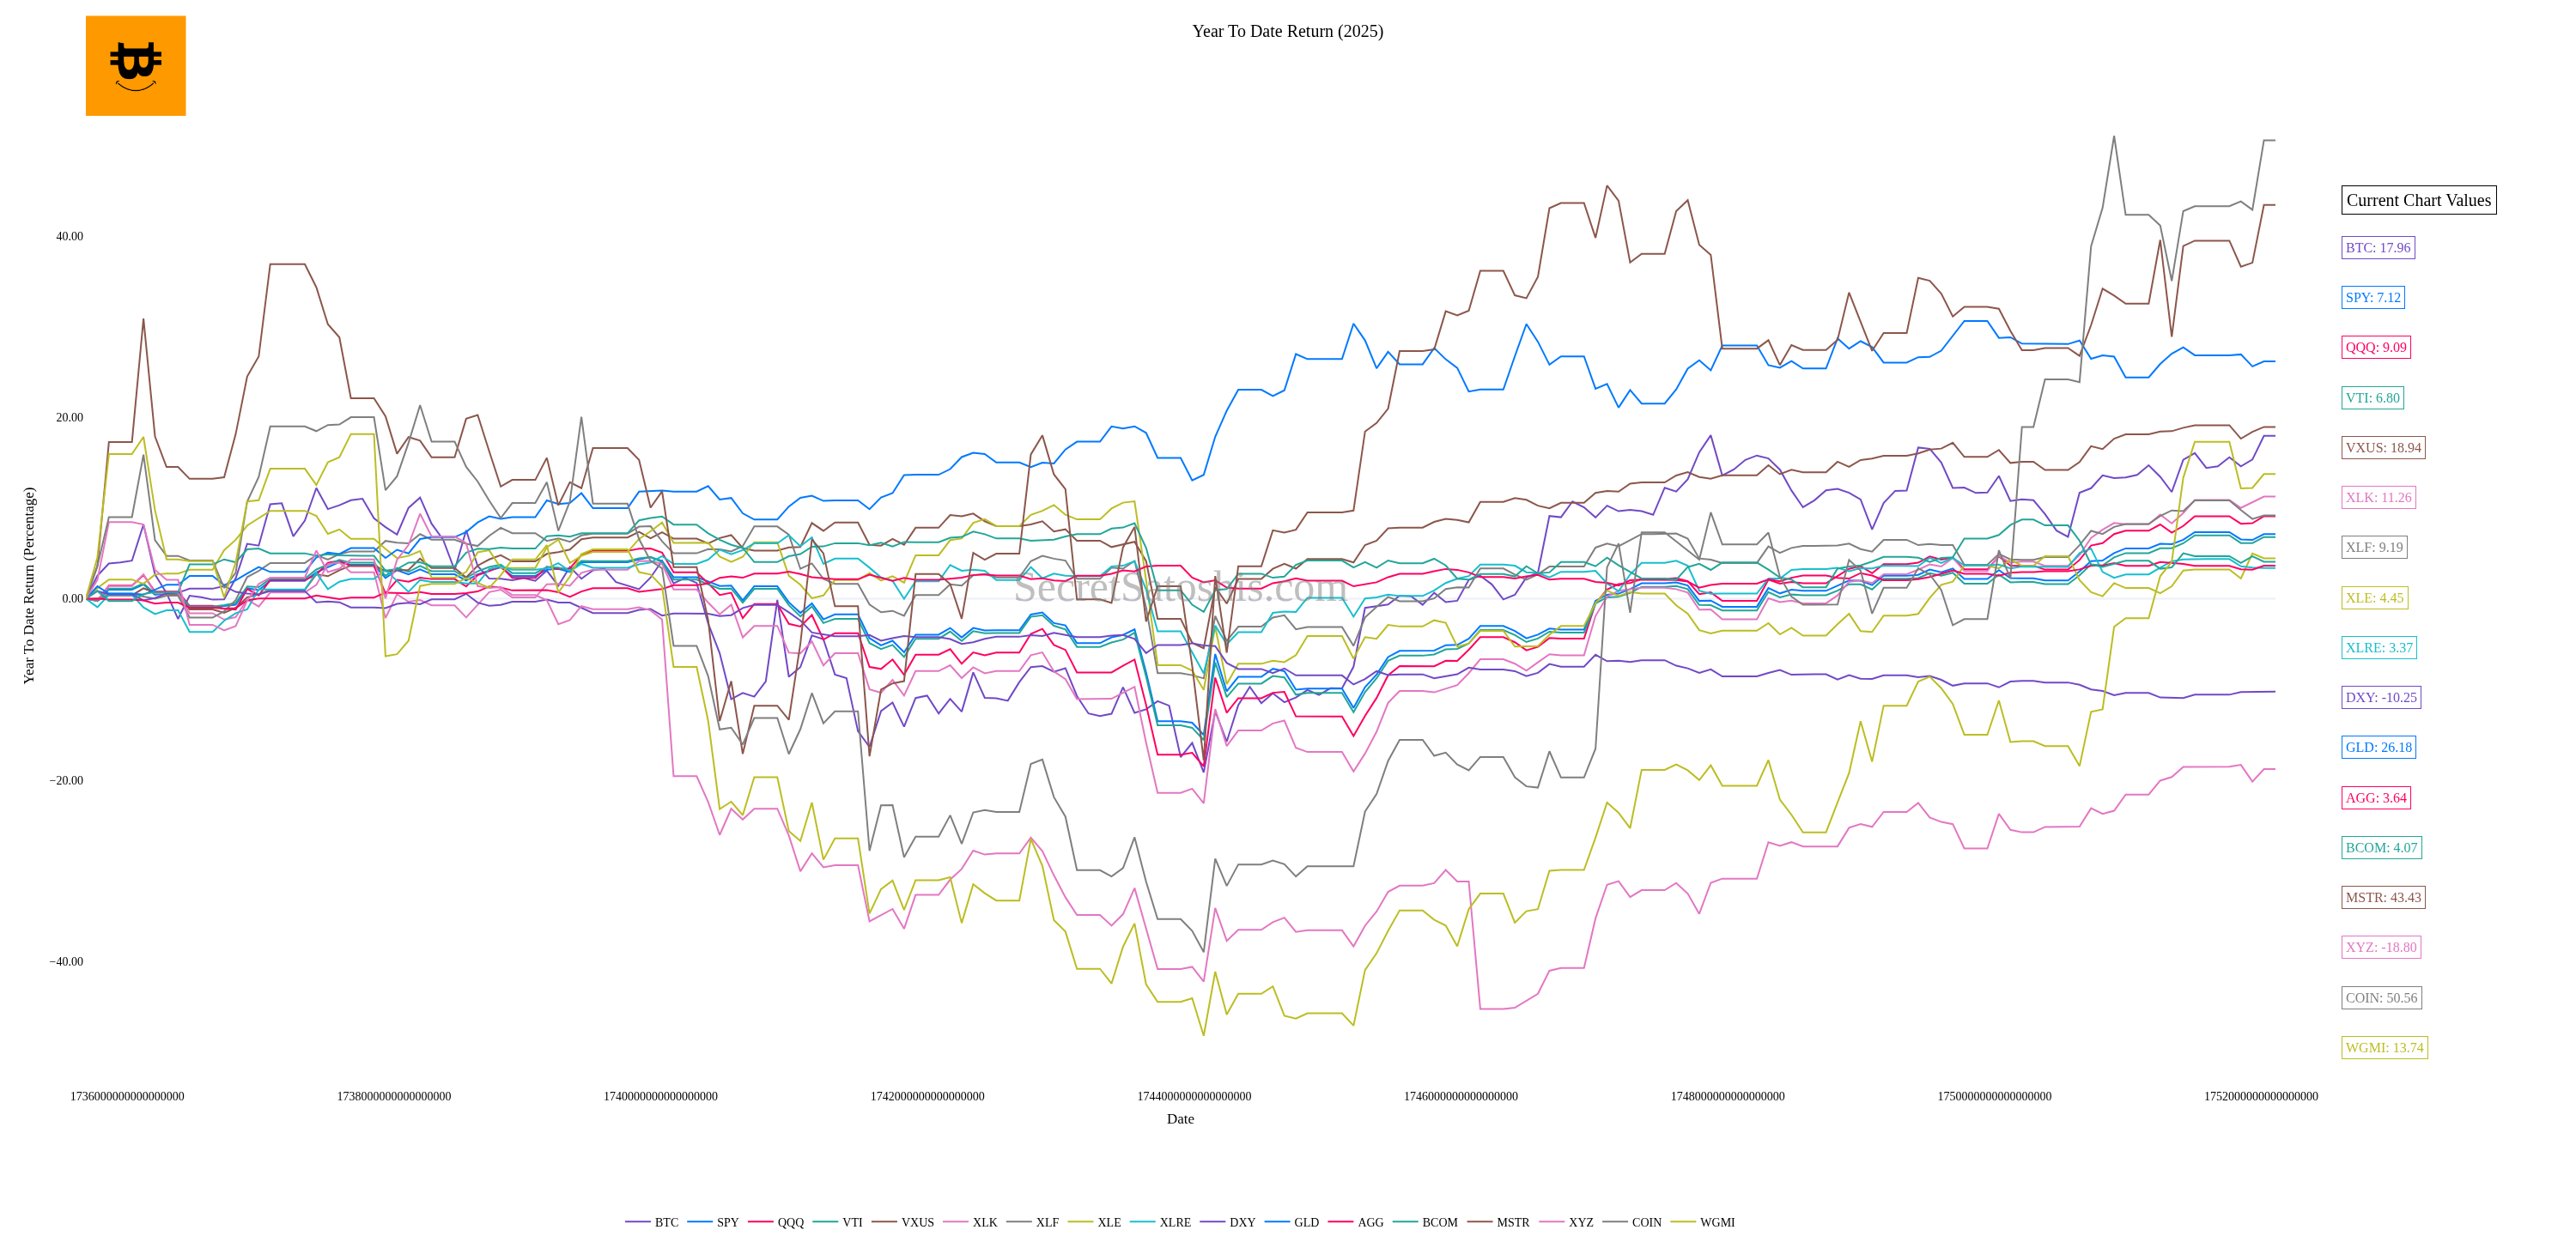 Year To Date Return (2025)
Year To Date Return (Percentage)
40.00
20.00
0.00
−20.00
−40.00
SecretSatoshis.com
Current Chart Values
BTC: 17.96
SPY: 7.12
QQQ: 9.09
VTI: 6.80
VXUS: 18.94
XLK: 11.26
XLF: 9.19
XLE: 4.45
XLRE: 3.37
DXY: -10.25
GLD: 26.18
AGG: 3.64
BCOM: 4.07
MSTR: 43.43
XYZ: -18.80
COIN: 50.56
WGMI: 13.74
1736000000000000000 1738000000000000000 1740000000000000000 1742000000000000000 1744000000000000000 1746000000000000000 1748000000000000000 1750000000000000000 1752000000000000000
Date
BTC SPY QQQ VTI VXUS XLK XLF XLE XLRE DXY GLD AGG BCOM MSTR XYZ COIN WGMI